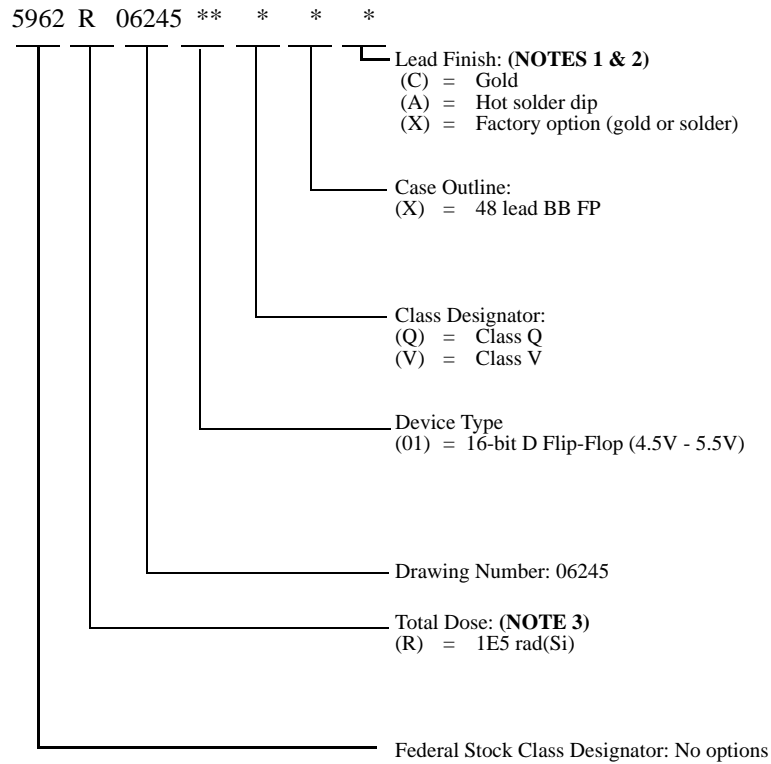 5962 R 06245 ** * * *
Lead Finish: (NOTES 1 & 2)
(C) = Gold
(A) = Hot solder dip
(X) = Factory option (gold or solder)
Case Outline:
(X) = 48 lead BB FP
Class Designator:
(Q) = Class Q
(V) = Class V
Device Type
(01) = 16-bit D Flip-Flop (4.5V - 5.5V)
Drawing Number: 06245
Total Dose: (NOTE 3)
(R) = 1E5 rad(Si)
Federal Stock Class Designator: No options